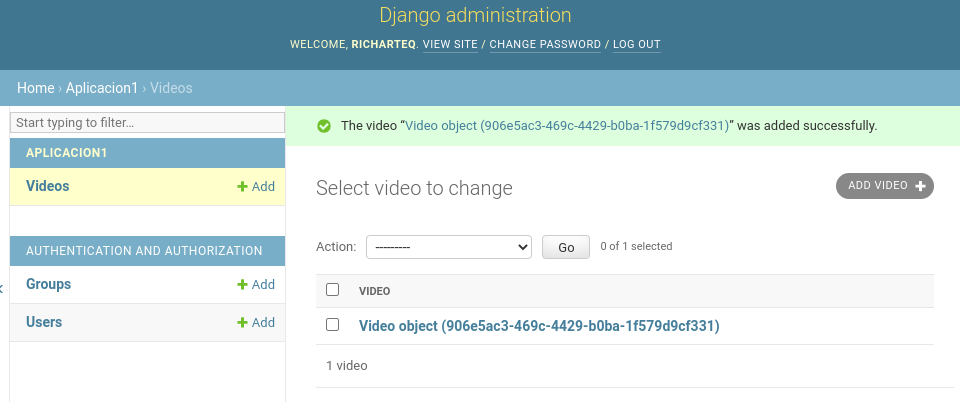 Django administration
WELCOME, RICHARTEQ. VIEW SITE / CHANGE PASSWORD / LOG OUT
Home › Aplicacion1 › Videos
Start typing to filter...
APLICACION1
Videos
Add
AUTHENTICATION AND AUTHORIZATION
Groups
Add
Users
Add
The video “Video object (906e5ac3-469c-4429-b0ba-1f579d9cf331)” was added successfully.
Select video to change
ADD VIDEO
Action:
---------
Go
0 of 1 selected
VIDEO
Video object (906e5ac3-469c-4429-b0ba-1f579d9cf331)
1 video